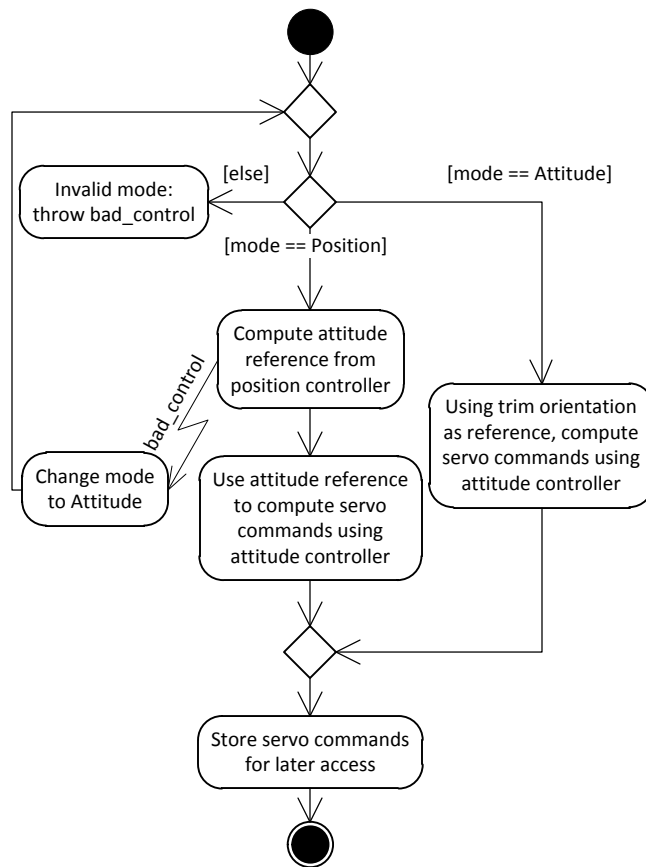 [else]
[mode == Attitude]
Invalid mode:
throw bad_control
[mode == Position]
Compute attitude
reference from
position controller
bad_control
Using trim orientation
as reference, compute
servo commands using
attitude controller
Change mode
to Attitude
Use attitude reference
to compute servo
commands using
attitude controller
Store servo commands
for later access